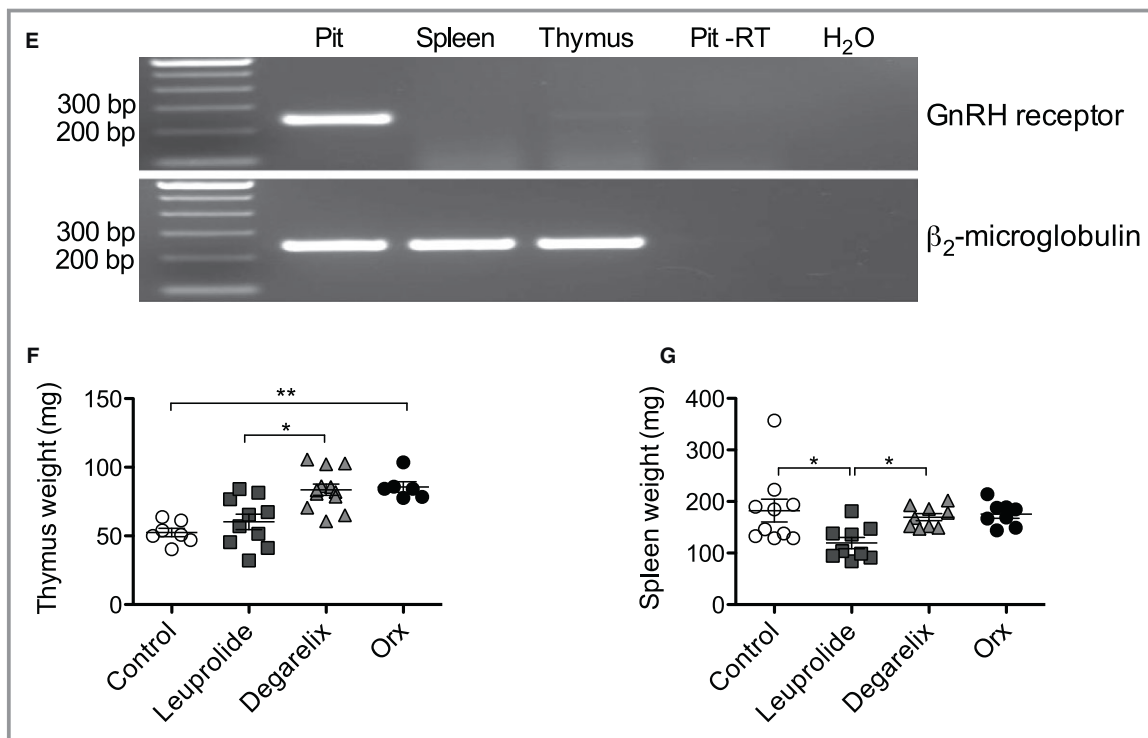 E
Pit Spleen Thymus Pit -RT H₂O
300 bp
200 bp
GnRH receptor
300 bp
200 bp
β₂-microglobulin
F
Thymus weight (mg)
150
100
50
0
**
*
Control
Leuprolide
Degarelix
Orx
G
Spleen weight (mg)
400
300
200
100
0
* *
Control
Leuprolide
Degarelix
Orx